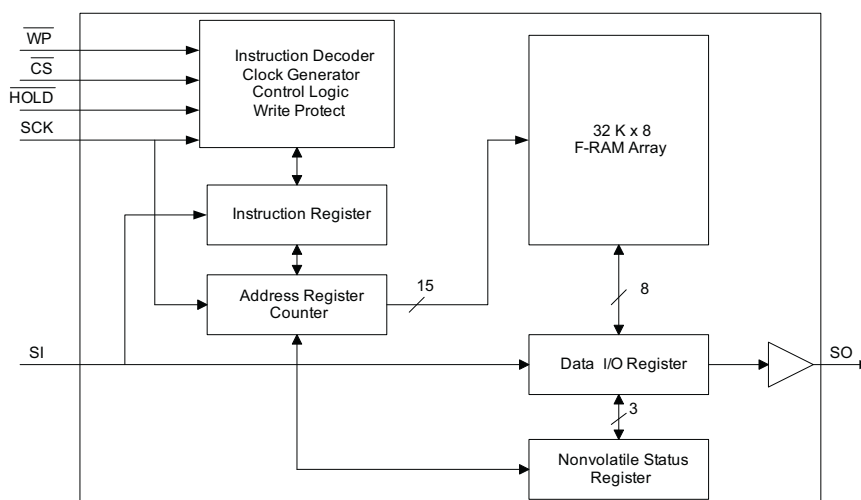 WP
CS
HOLD
SCK
Instruction Decoder
Clock Generator
Control Logic
Write Protect
32 K x 8
F-RAM Array
Instruction Register
Address Register
Counter
15
8
SI
Data I/O Register
SO
3
Nonvolatile Status
Register